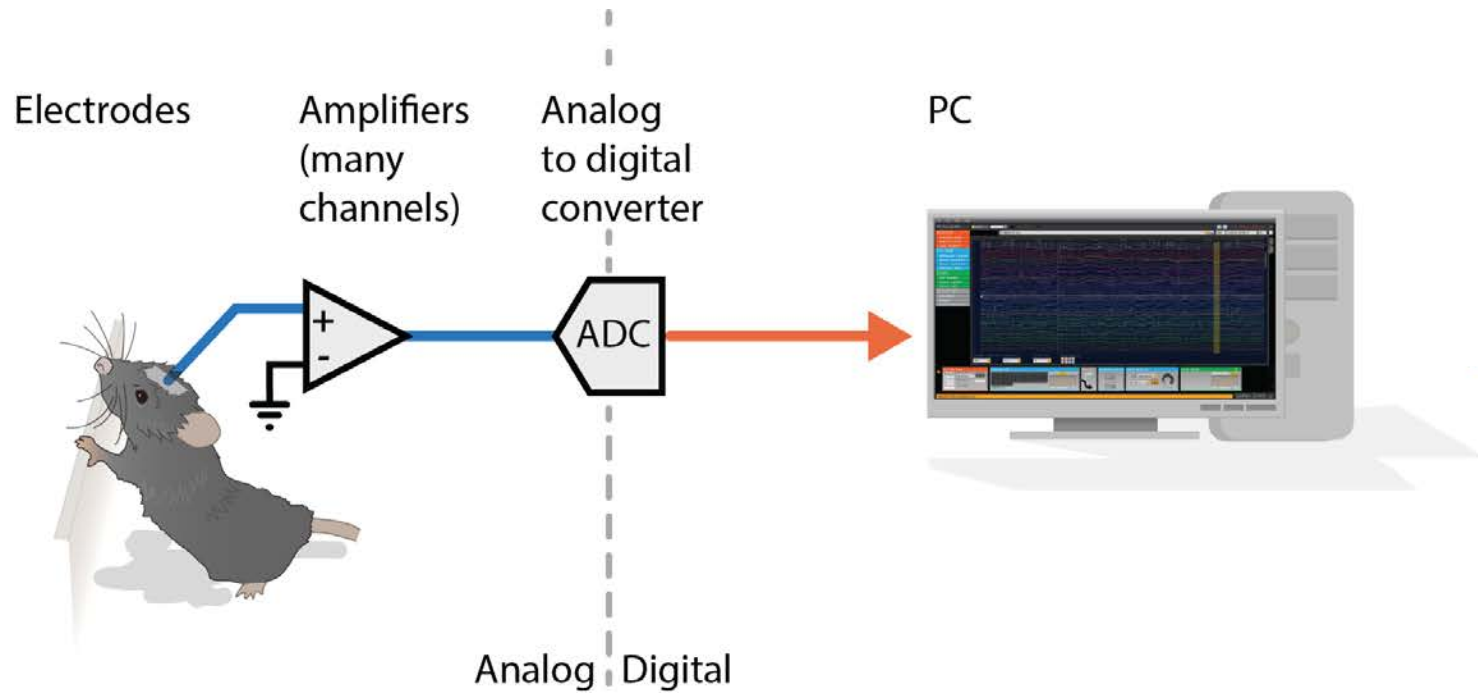 Electrodes
Amplifiers
(many
channels)
Analog
to digital
converter
PC
+
-
ADC
Analog
Digital